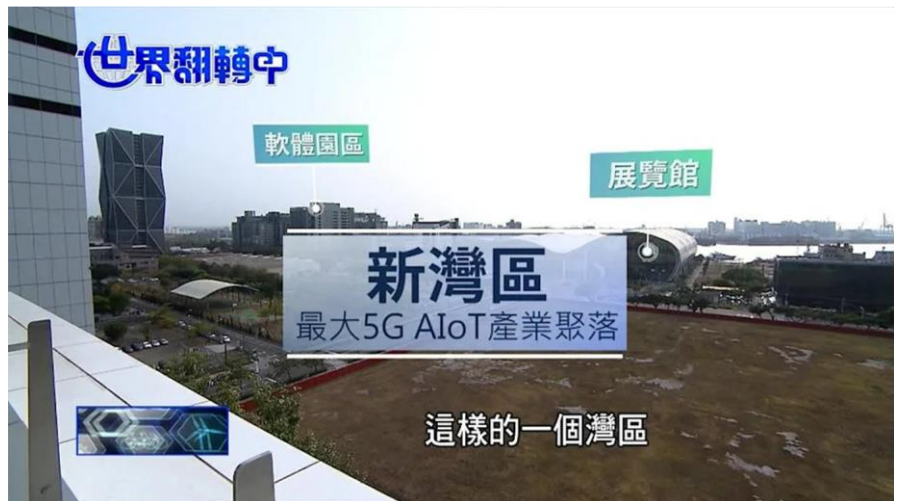 世界翻轉中
軟體園區
展覽館
新灣區
最大5G AIoT產業聚落
這樣的一個灣區